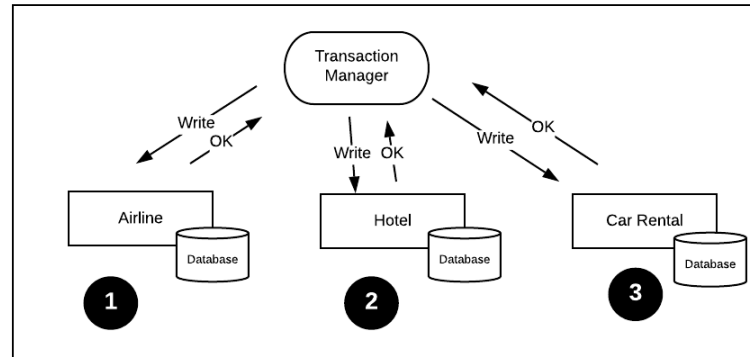 Transaction
Manager
Write
OK
Write
OK
Write
OK
Airline
Database
Hotel
Database
Car Rental
Database
1
2
3